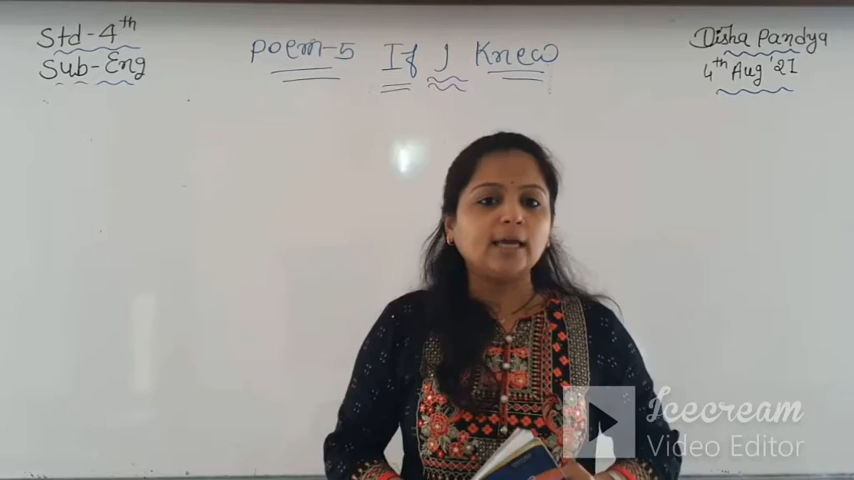 Std-4th
Sub-Eng
Poem-5 If I Knew
Disha Pandya
4th Aug '21
Icecream
Video Editor